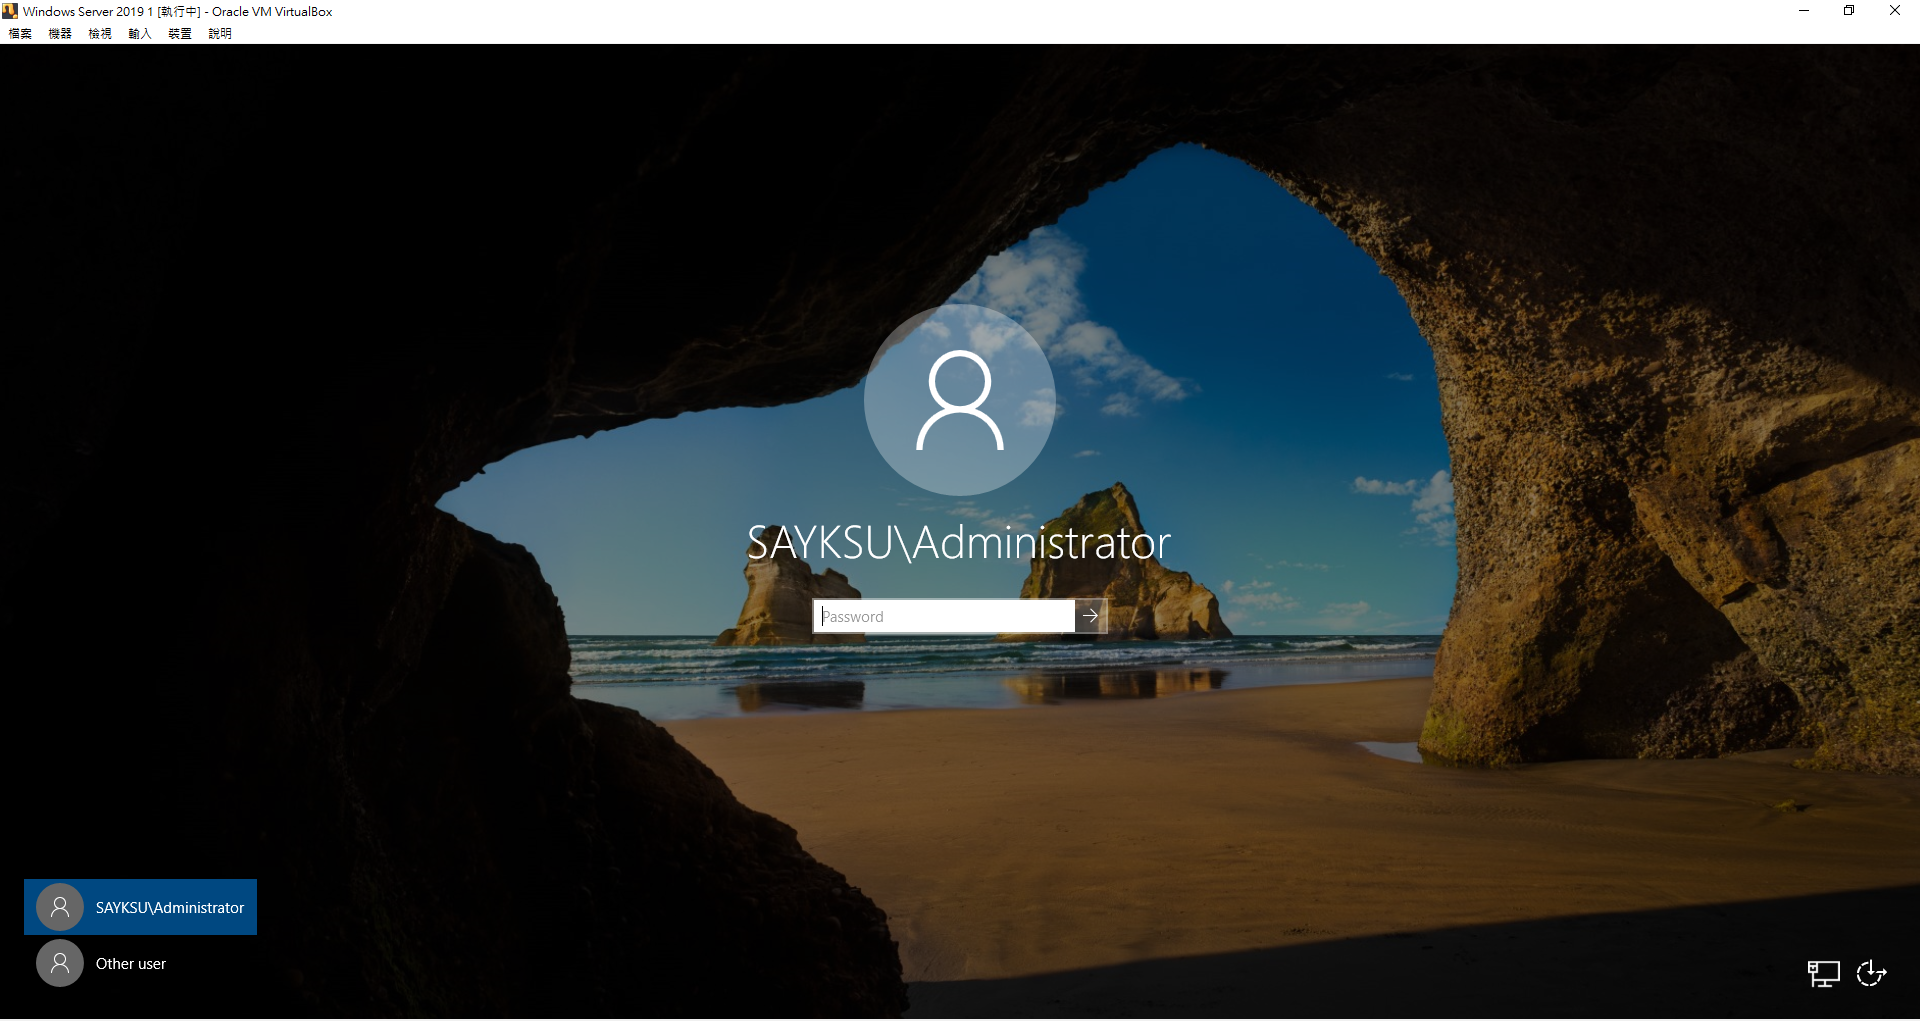 Windows Server 2019 1 [執行中] - Oracle VM VirtualBox
檔案 機器 檢視 輸入 裝置 說明
SAYKSU\Administrator
Password
SAYKSU\Administrator
Other user